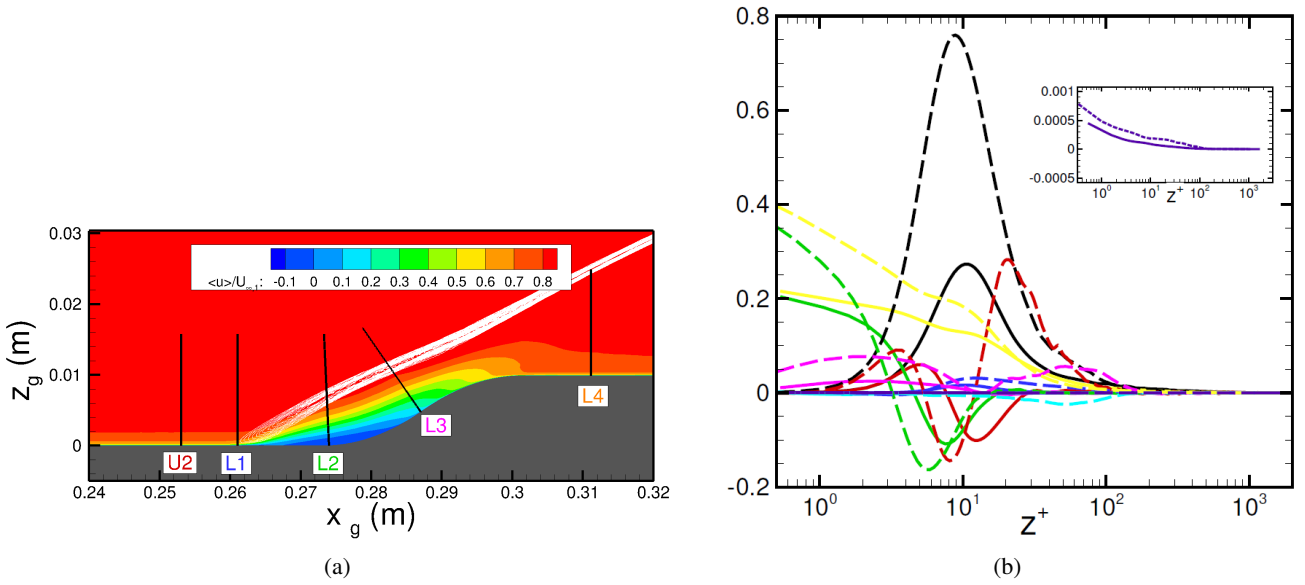 0.03
0.02
0.01
0
z_g (m)
<u>/U_∞,1:
-0.1 0 0.1 0.2 0.3 0.4 0.5 0.6 0.7 0.8
U2
L1
L2
L3
L4
0.24 0.25 0.26 0.27 0.28 0.29 0.3 0.31 0.32
x_g (m)
(a)
0.8
0.6
0.4
0.2
0
-0.2
10^0 10^1 10^2 10^3
z^+
0.001
0.0005
0
-0.0005
10^0 10^1 10^2 10^3
z^+
(b)